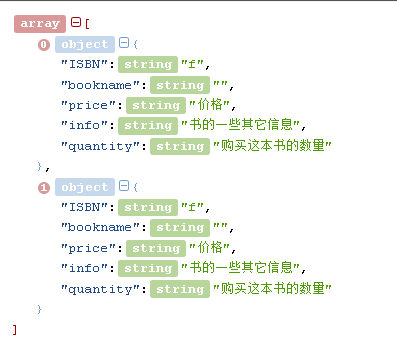 array [
0 object {
"ISBN": string "f",
"bookname": string "",
"price": string "价格",
"info": string "书的一些其它信息",
"quantity": string "购买这本书的数量"
},
1 object {
"ISBN": string "f",
"bookname": string "",
"price": string "价格",
"info": string "书的一些其它信息",
"quantity": string "购买这本书的数量"
}
]